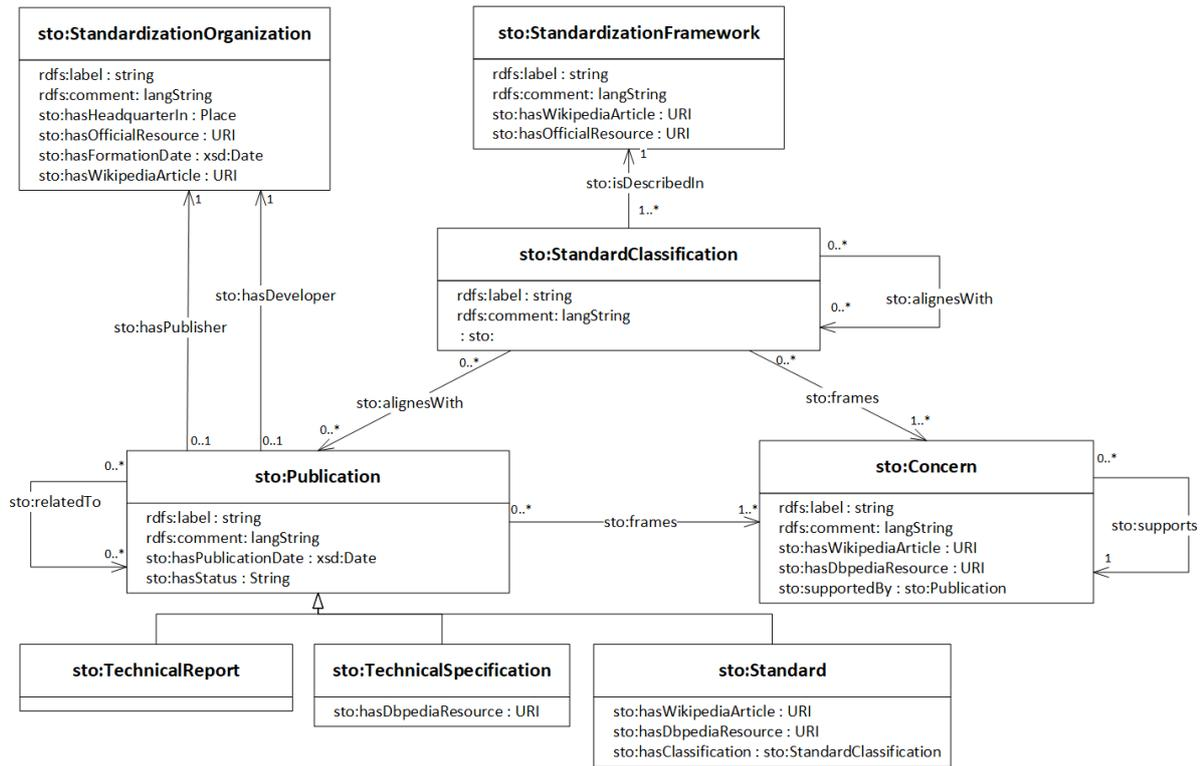 sto:StandardizationOrganization
rdfs:label : string
rdfs:comment: langString
sto:hasHeadquarterIn : Place
sto:hasOfficialResource : URI
sto:hasFormationDate : xsd:Date
sto:hasWikipediaArticle : URI
sto:StandardizationFramework
rdfs:label : string
rdfs:comment: langString
sto:hasWikipediaArticle : URI
sto:hasOfficialResource : URI
1
sto:isDescribedIn
1..*
1
1
sto:hasDeveloper
sto:hasPublisher
0..1
0..1
sto:StandardClassification
rdfs:label : string
rdfs:comment: langString
: sto:
0..*
sto:alignesWith
0..*
0..*
sto:alignesWith
0..*
0..*
sto:frames
1..*
sto:Publication
rdfs:label : string
rdfs:comment: langString
sto:hasPublicationDate : xsd:Date
sto:hasStatus : String
0..*
sto:relatedTo
0..*
0..*
sto:frames
1..*
sto:Concern
rdfs:label : string
rdfs:comment: langString
sto:hasWikipediaArticle : URI
sto:hasDbpediaResource : URI
sto:supportedBy : sto:Publication
0..*
sto:supports
1
sto:TechnicalReport
sto:TechnicalSpecification
sto:hasDbpediaResource : URI
sto:Standard
sto:hasWikipediaArticle : URI
sto:hasDbpediaResource : URI
sto:hasClassification : sto:StandardClassification